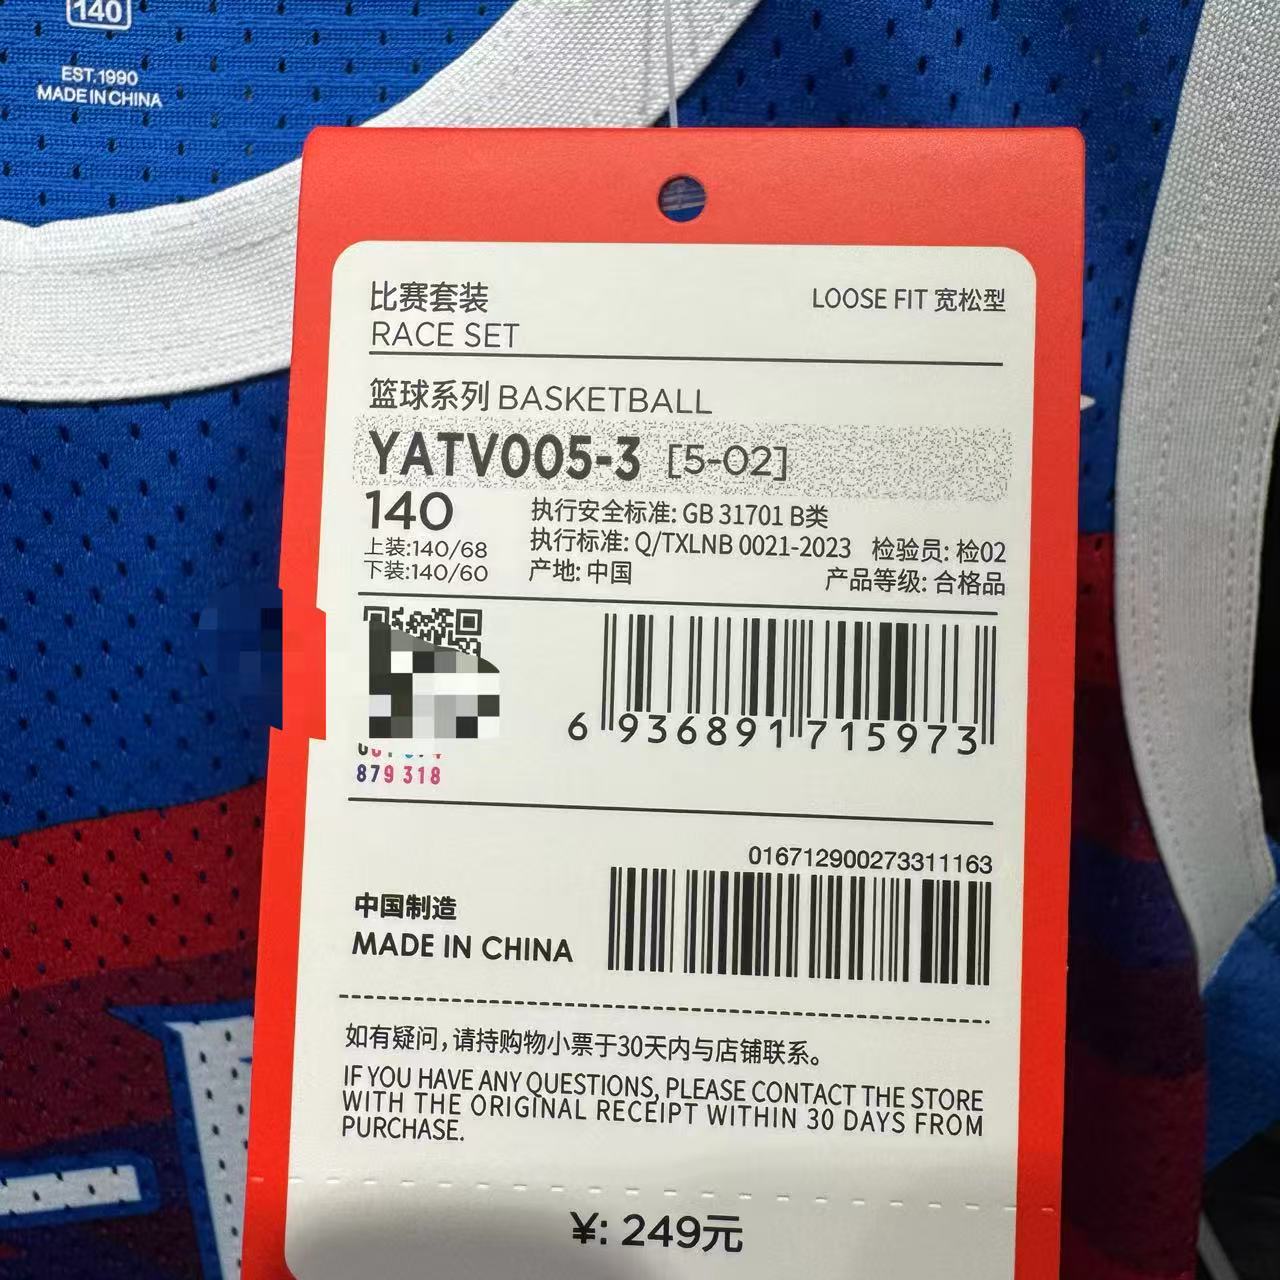 140
EST.1990
MADE IN CHINA
比赛套装
LOOSE FIT 宽松型
RACE SET
篮球系列 BASKETBALL
YATV005-3 [5-02]
140
执行安全标准: GB 31701 B类
上装:140/68
执行标准: Q/TXLNB 0021-2023 检验员: 检02
下装:140/60
产地: 中国
产品等级: 合格品
6 936891 715973
879 318
016712900273311163
中国制造
MADE IN CHINA
如有疑问,请持购物小票于30天内与店铺联系。
IF YOU HAVE ANY QUESTIONS, PLEASE CONTACT THE STORE
WITH THE ORIGINAL RECEIPT WITHIN 30 DAYS FROM
PURCHASE.
¥: 249元